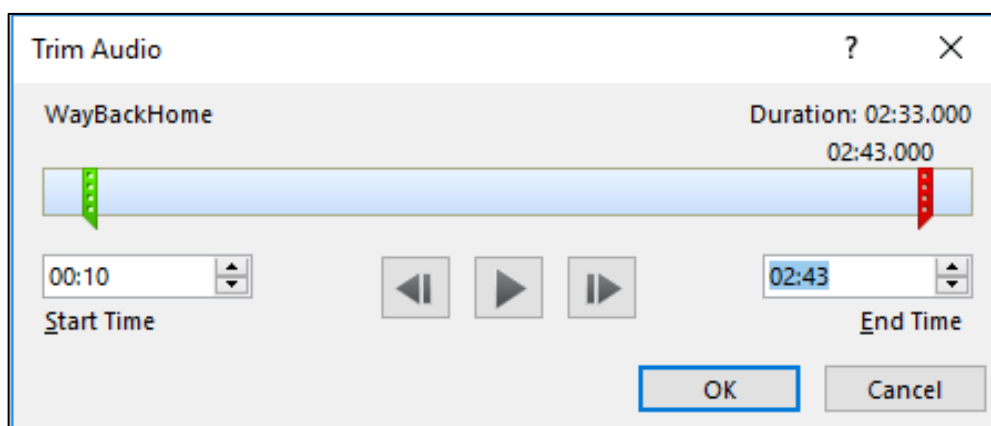 Trim Audio ? X
WayBackHome Duration: 02:33.000
02:43.000
00:10 02:43
Start Time End Time
OK Cancel